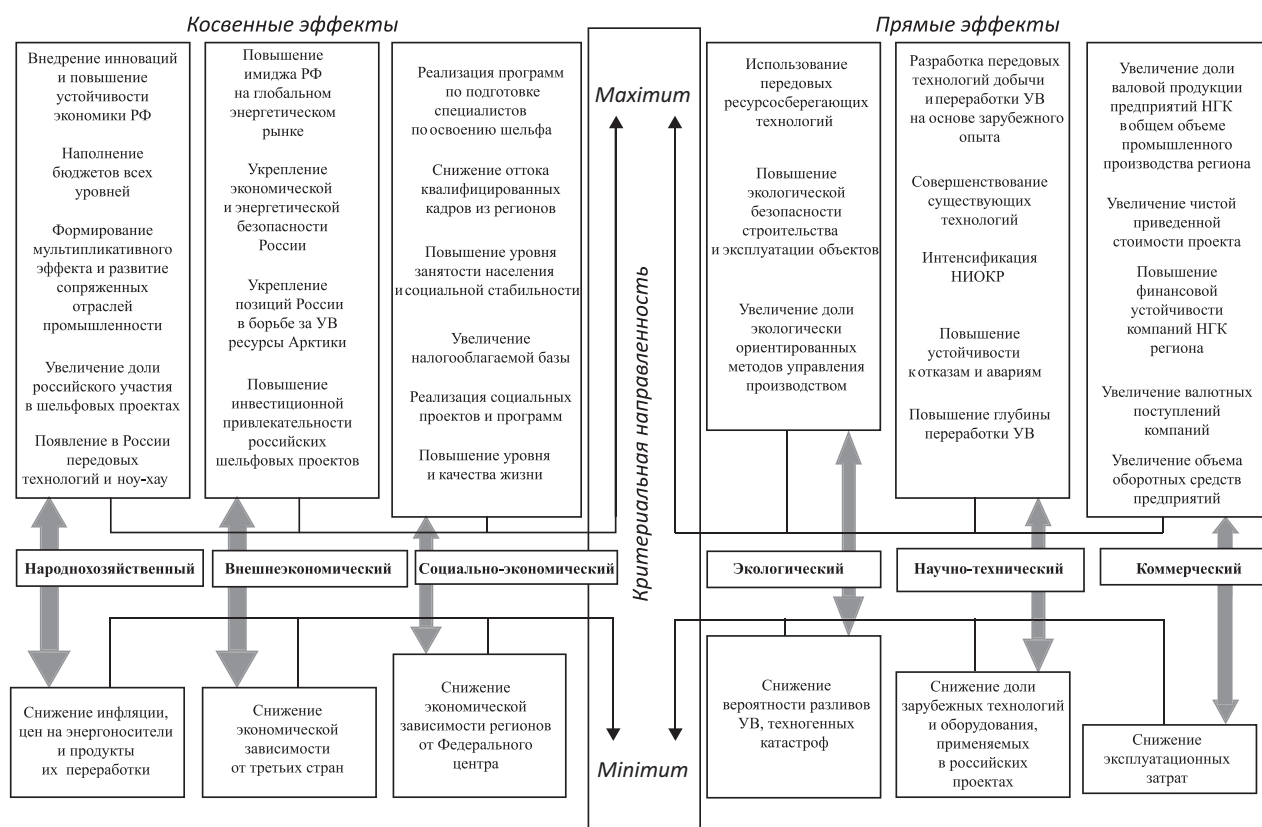 Косвенные эффекты
Прямые эффекты
Внедрение инноваций
и повышение
устойчивости
экономики РФ
Наполнение
бюджетов всех
уровней
Формирование
мультипликативного
эффекта и развитие
сопряженных
отраслей
промышленности
Увеличение доли
российского участия
в шельфовых проектах
Появление в России
передовых
технологий и ноу-хау
Повышение
имиджа РФ
на глобальном
энергетическом
рынке
Укрепление
экономической
и энергетической
безопасности
России
Укрепление
позиций России
в борьбе за УВ
ресурсы Арктики
Повышение
инвестиционной
привлекательности
российских
шельфовых проектов
Реализация программ
по подготовке
специалистов
по освоению шельфа
Снижение оттока
квалифицированных
кадров из регионов
Повышение уровня
занятости населения
и социальной стабильности
Увеличение
налогооблагаемой базы
Реализация социальных
проектов и программ
Повышение уровня
и качества жизни
Maximum
Критериальная направленность
Minimum
Использование
передовых
ресурсосберегающих
технологий
Повышение
экологической
безопасности
строительства
и эксплуатации объектов
Увеличение доли
экологически
ориентированных
методов управления
производством
Разработка передовых
технологий добычи
и переработки УВ
на основе зарубежного
опыта
Совершенствование
существующих
технологий
Интенсификация
НИОКР
Повышение
устойчивости
к отказам и авариям
Повышение глубины
переработки УВ
Увеличение доли
валовой продукции
предприятий НГК
в общем объеме
промышленного
производства региона
Увеличение чистой
приведенной
стоимости проекта
Повышение
финансовой
устойчивости
компаний НГК
региона
Увеличение валютных
поступлений
компаний
Увеличение объема
оборотных средств
предприятий
Народнохозяйственный
Внешнеэкономический
Социально-экономический
Экологический
Научно-технический
Коммерческий
Снижение инфляции,
цен на энергоносители
и продукты
их переработки
Снижение
экономической
зависимости
от третьих стран
Снижение
экономической
зависимости регионов
от Федерального
центра
Снижение
вероятности разливов
УВ, техногенных
катастроф
Снижение доли
зарубежных технологий
и оборудования,
применяемых
в российских
проектах
Снижение
эксплуатационных
затрат